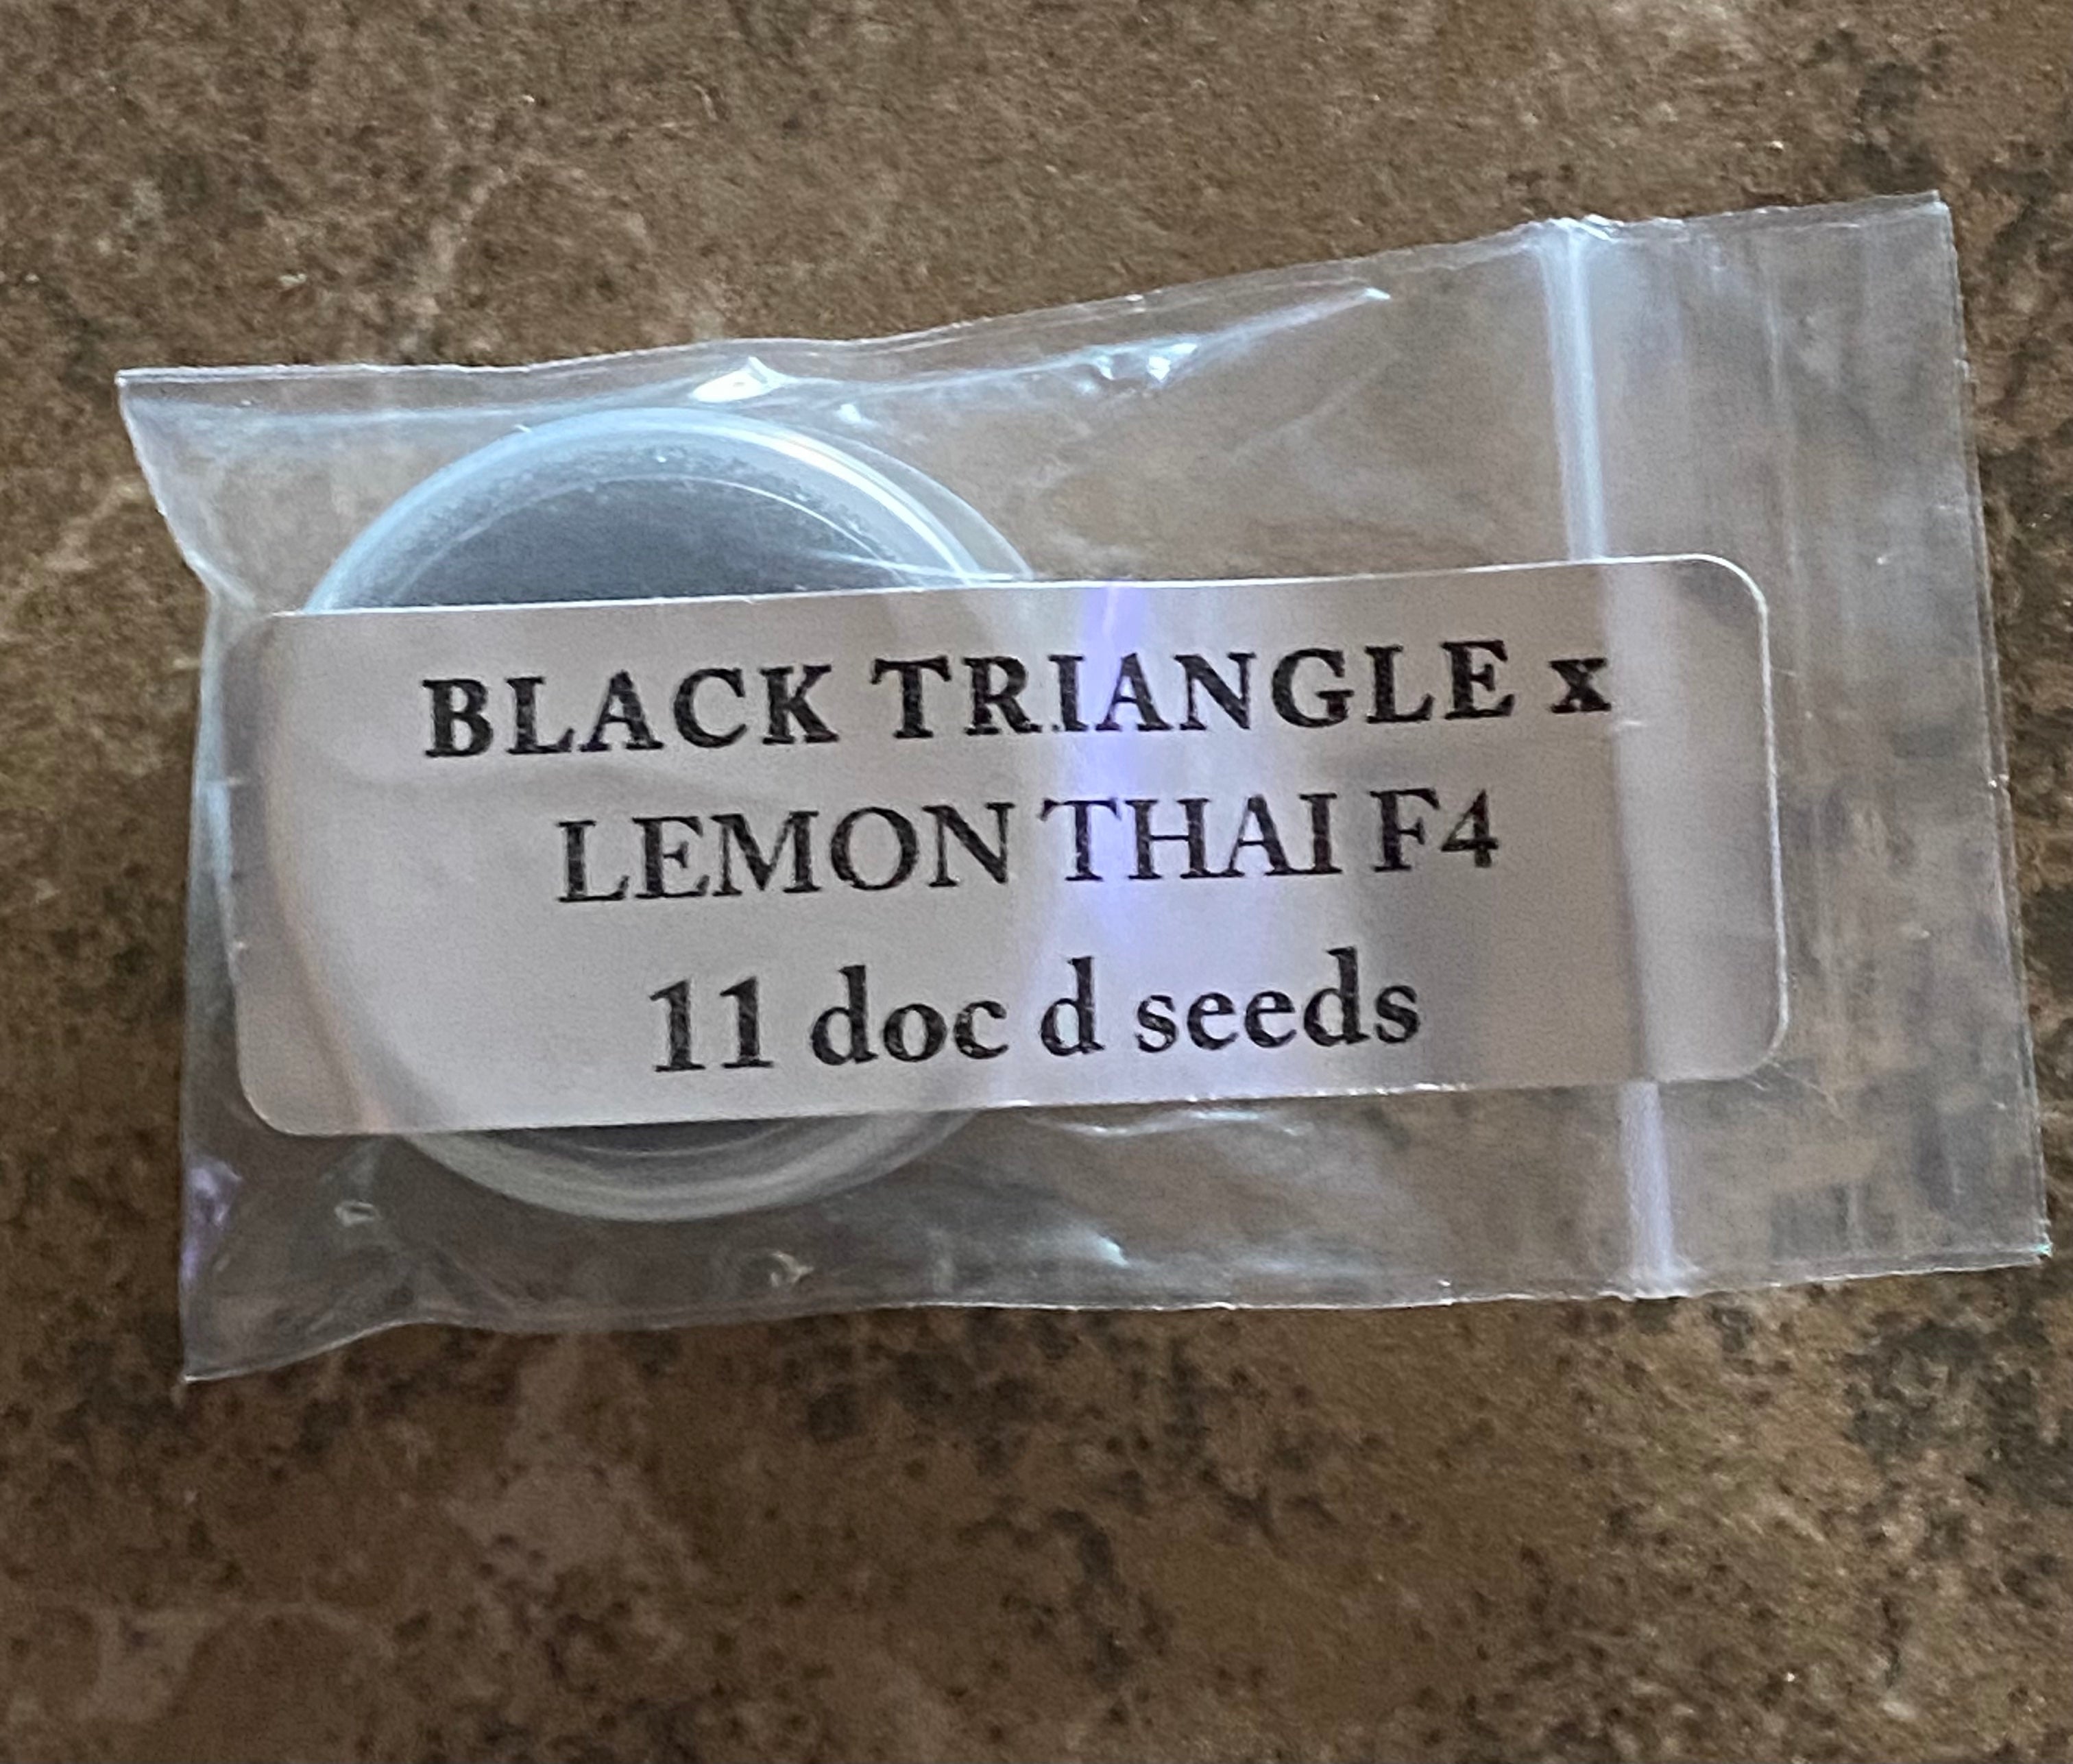 BLACK TRIANGLE x
LEMON THAI F4
11 doc d seeds